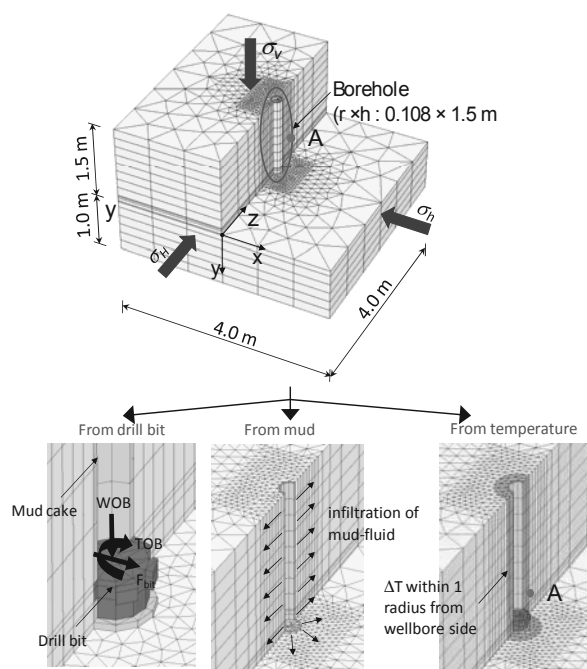 σv
Borehole
(r ×h : 0.108 × 1.5 m
A
1.5 m
1.0 m
y
z
x
y
σH
σh
4.0 m
4.0 m
From drill bit
From mud
From temperature
Mud cake
WOB
TOB
Fbit
Drill bit
infiltration of
mud-fluid
ΔT within 1
radius from
wellbore side
A